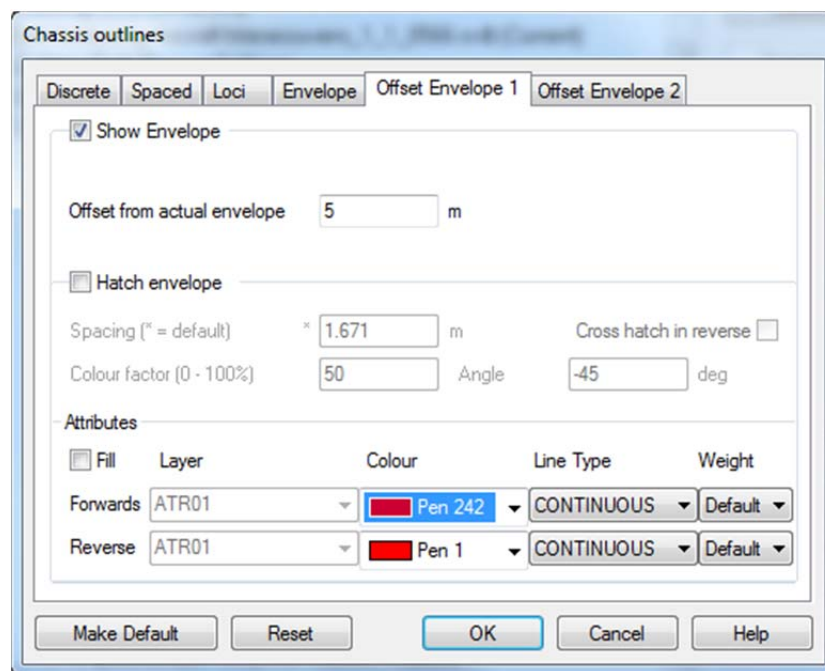 Chassis outlines
Discrete Spaced Loci Envelope Offset Envelope 1 Offset Envelope 2
Show Envelope
Offset from actual envelope 5 m
Hatch envelope
Spacing (* = default) * 1.671 m Cross hatch in reverse
Colour factor (0 - 100%) 50 Angle -45 deg
Attributes
Fill Layer Colour Line Type Weight
Forwards ATR01 Pen 242 CONTINUOUS Default
Reverse ATR01 Pen 1 CONTINUOUS Default
Make Default Reset OK Cancel Help